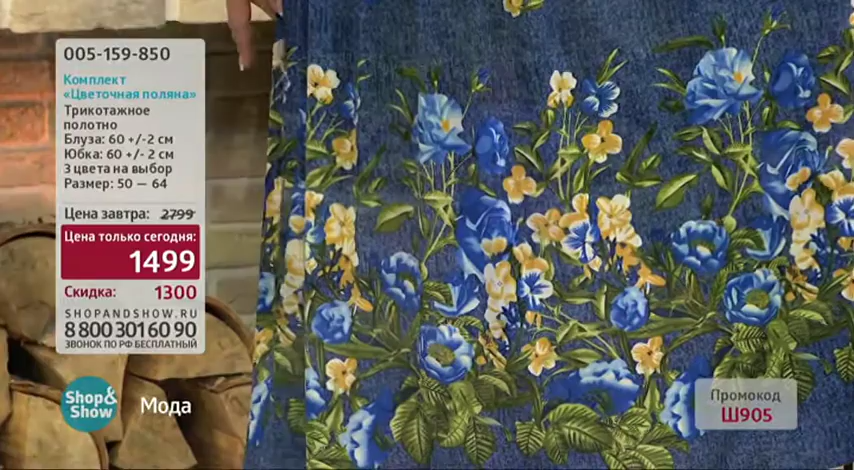 005-159-850
Комплект
«Цветочная поляна»
Трикотажное
полотно
Блуза: 60 +/-2 см
Юбка: 60 +/- 2 см
3 цвета на выбор
Размер: 50 — 64
Цена завтра: 2799
Цена только сегодня:
1499
Скидка: 1300
SHOPANDSHOW.RU
8 800 301 60 90
ЗВОНОК ПО РФ БЕСПЛАТНЫЙ
Shop&
Show
Мода
Промокод
Ш905